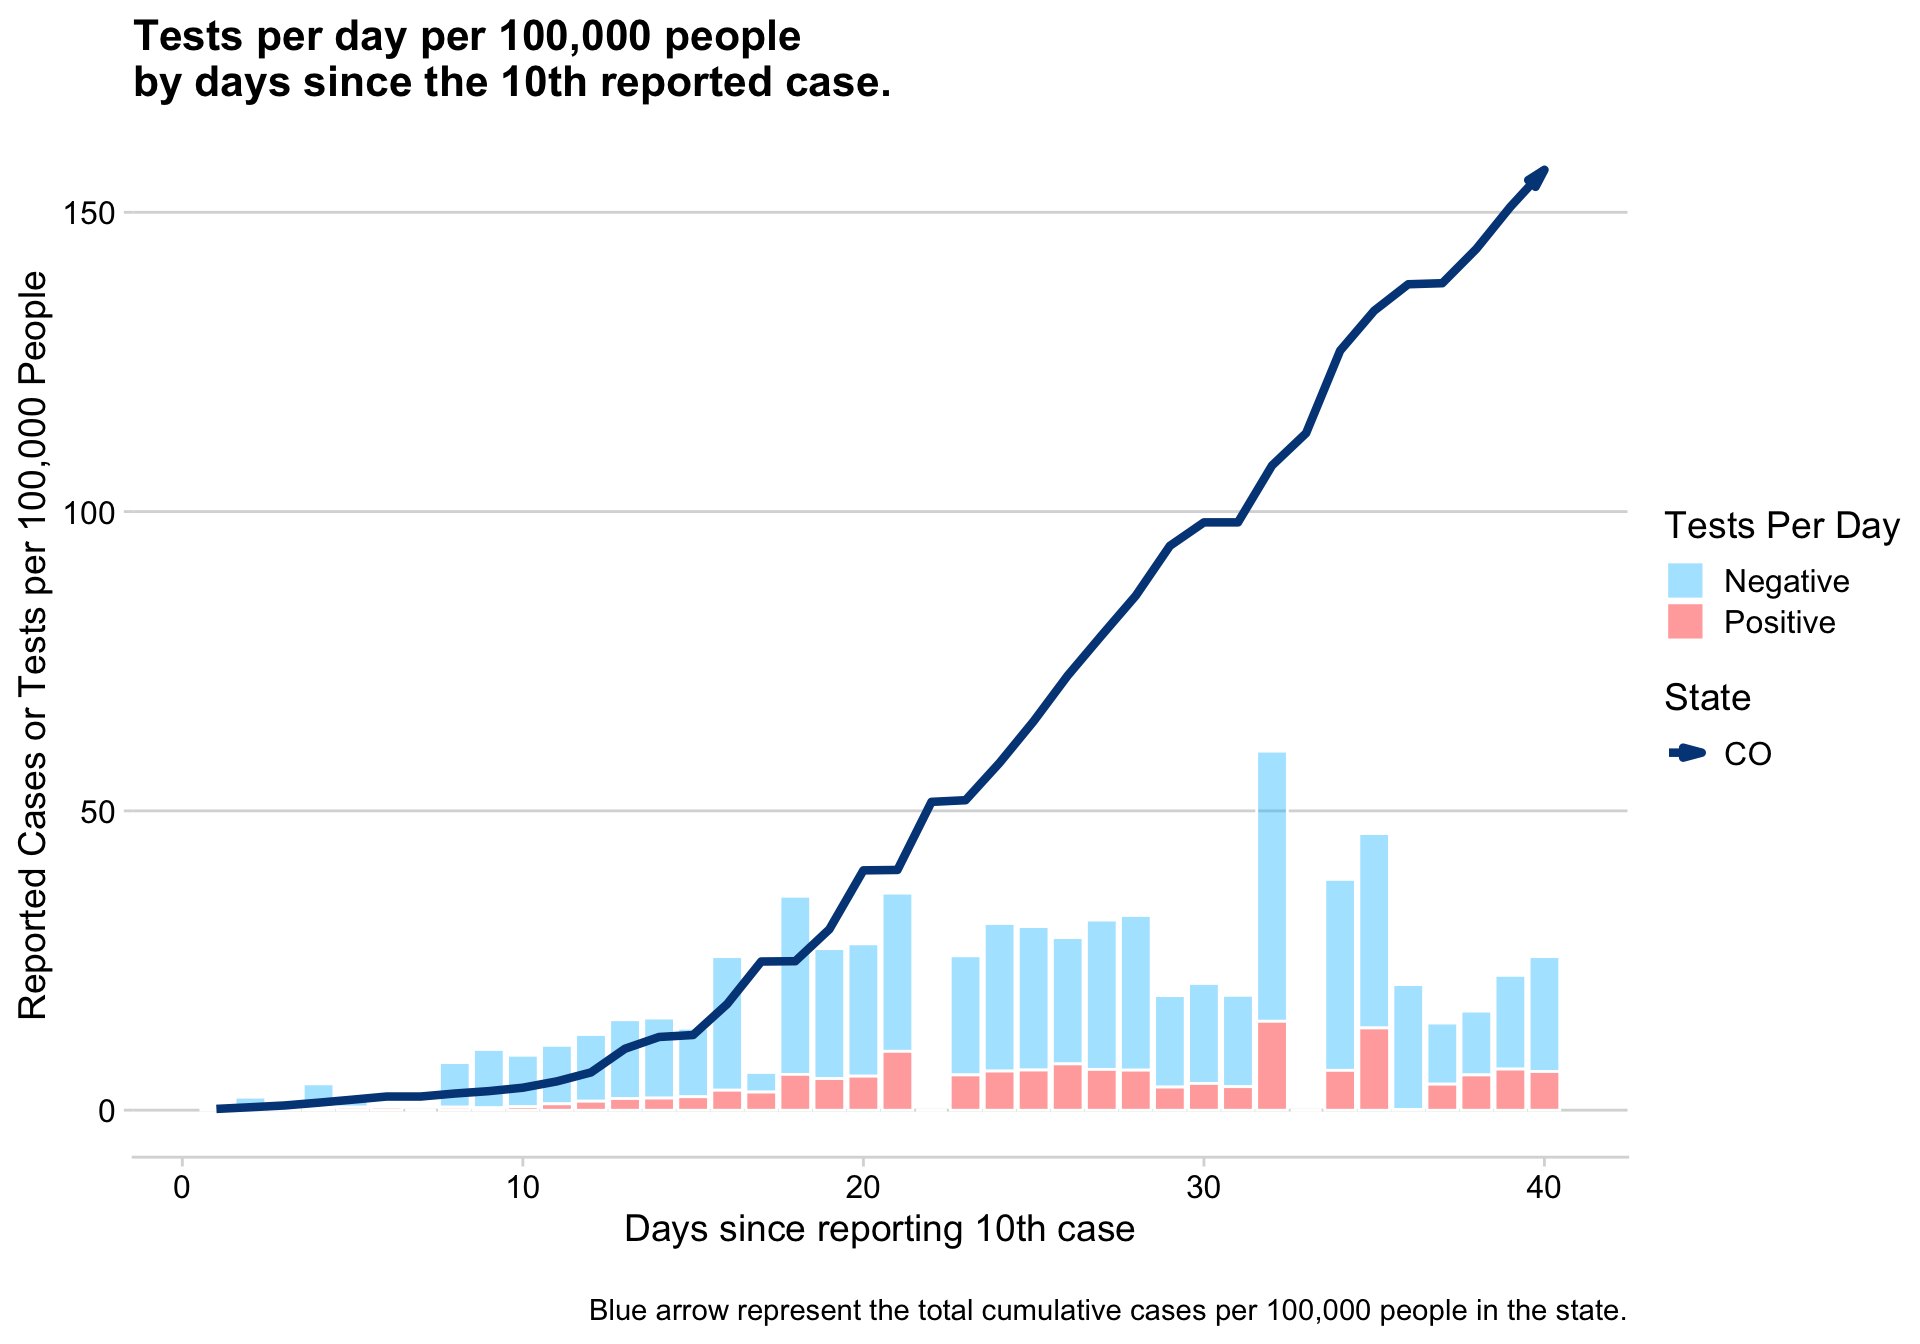 Tests per day per 100,000 people
by days since the 10th reported case.
Reported Cases or Tests per 100,000 People
150
100
50
0
0
10
20
30
40
Days since reporting 10th case
Tests Per Day
Negative
Positive
State
CO
Blue arrow represent the total cumulative cases per 100,000 people in the state.